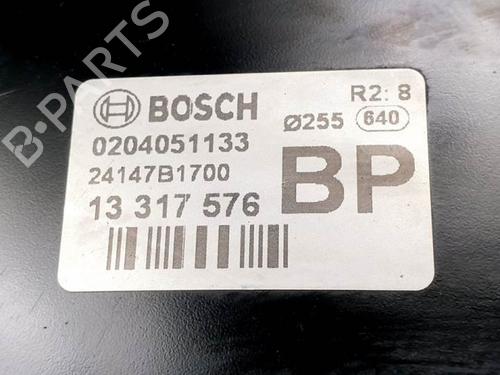 BOSCH
R2: 8
Ø255 640
0204051133
24147B1700
13 317 576
BP
B-PARTS